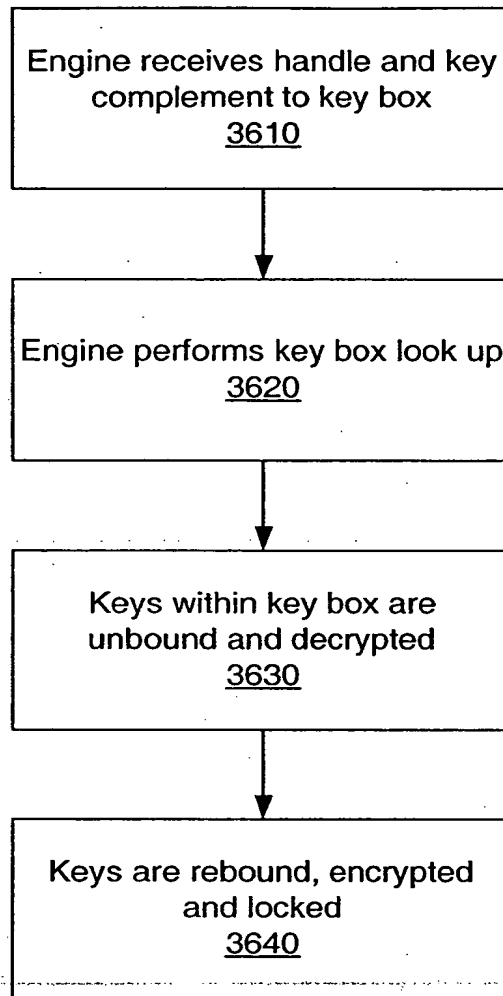 Engine receives handle and key
complement to key box
3610
Engine performs key box look up
3620
Keys within key box are
unbound and decrypted
3630
Keys are rebound, encrypted
and locked
3640